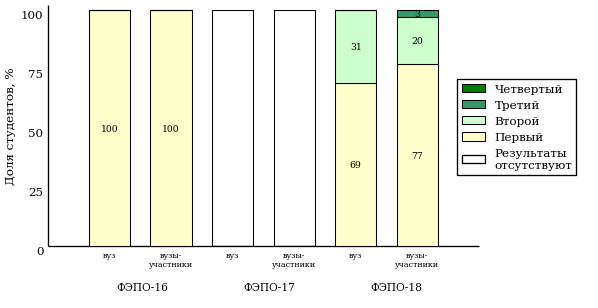 100
75
50
25
0
Доля студентов, %
100
100
31
69
3
20
77
вуз
вузы-
участники
вуз
вузы-
участники
вуз
вузы-
участники
ФЭПО-16
ФЭПО-17
ФЭПО-18
Четвертый
Третий
Второй
Первый
Результаты
отсутствуют